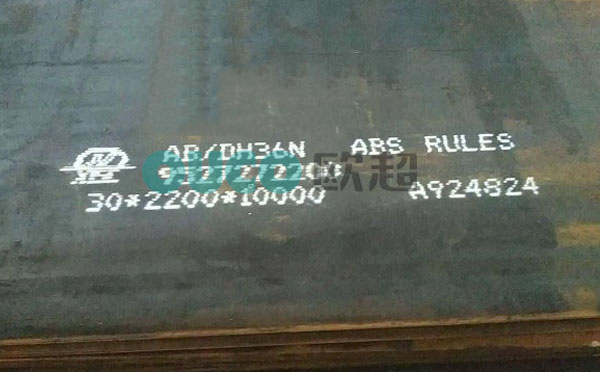 AB/DH36N ABS RULES
欧超
30*2200*10000 A924824